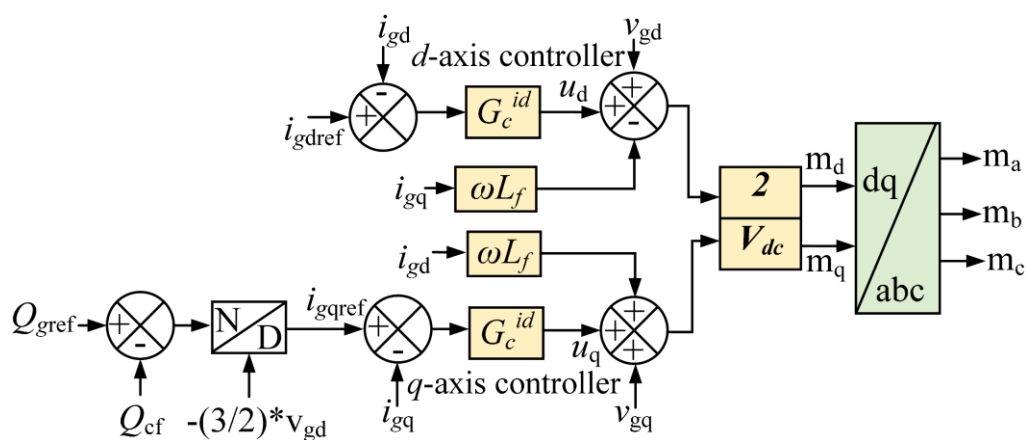 i_gd
v_gd
d-axis controller
-
+
G_c^id
u_d
+
+
-
i_gdref
i_gq
ωL_f
2
V_dc
m_d
m_q
dq
abc
m_a
m_b
m_c
i_gd
ωL_f
Q_gref
+
-
N
D
i_gqref
+
-
G_c^id
u_q
+
+
+
q-axis controller
Q_cf
-(3/2)*v_gd
i_gq
v_gq